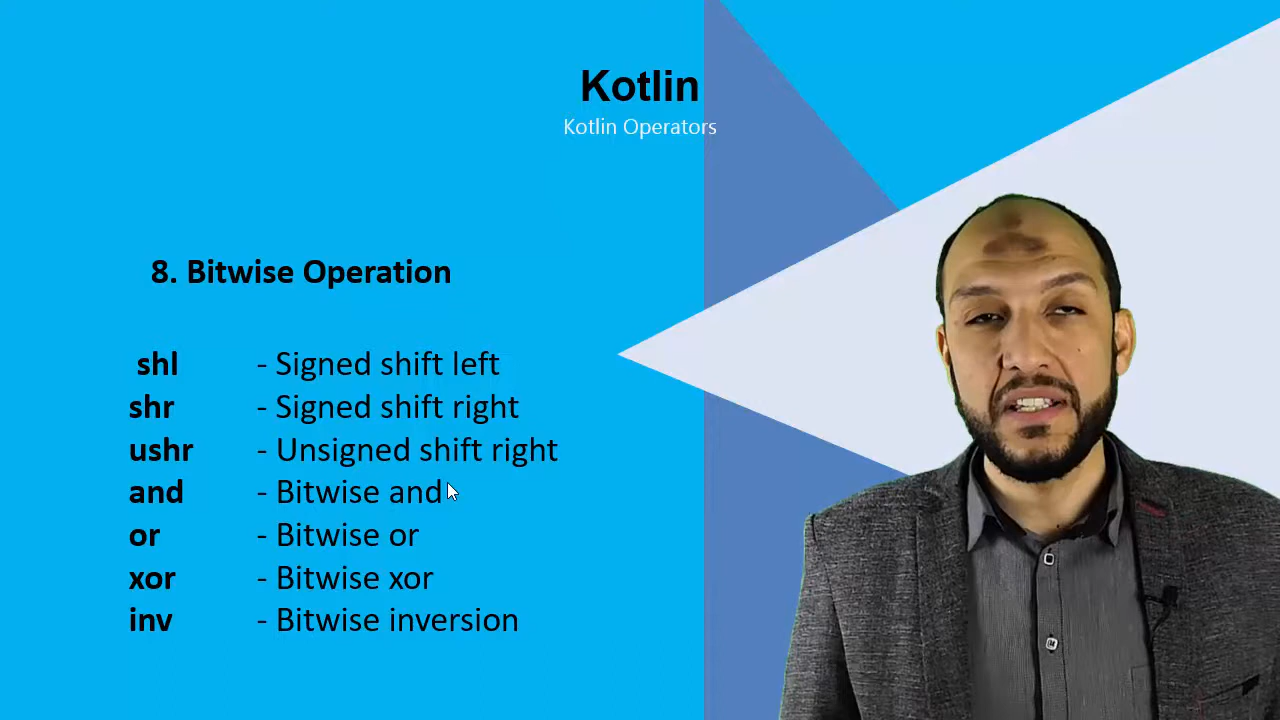 Kotlin
Kotlin Operators
8. Bitwise Operation
shl - Signed shift left
shr - Signed shift right
ushr - Unsigned shift right
and - Bitwise and
or - Bitwise or
xor - Bitwise xor
inv - Bitwise inversion